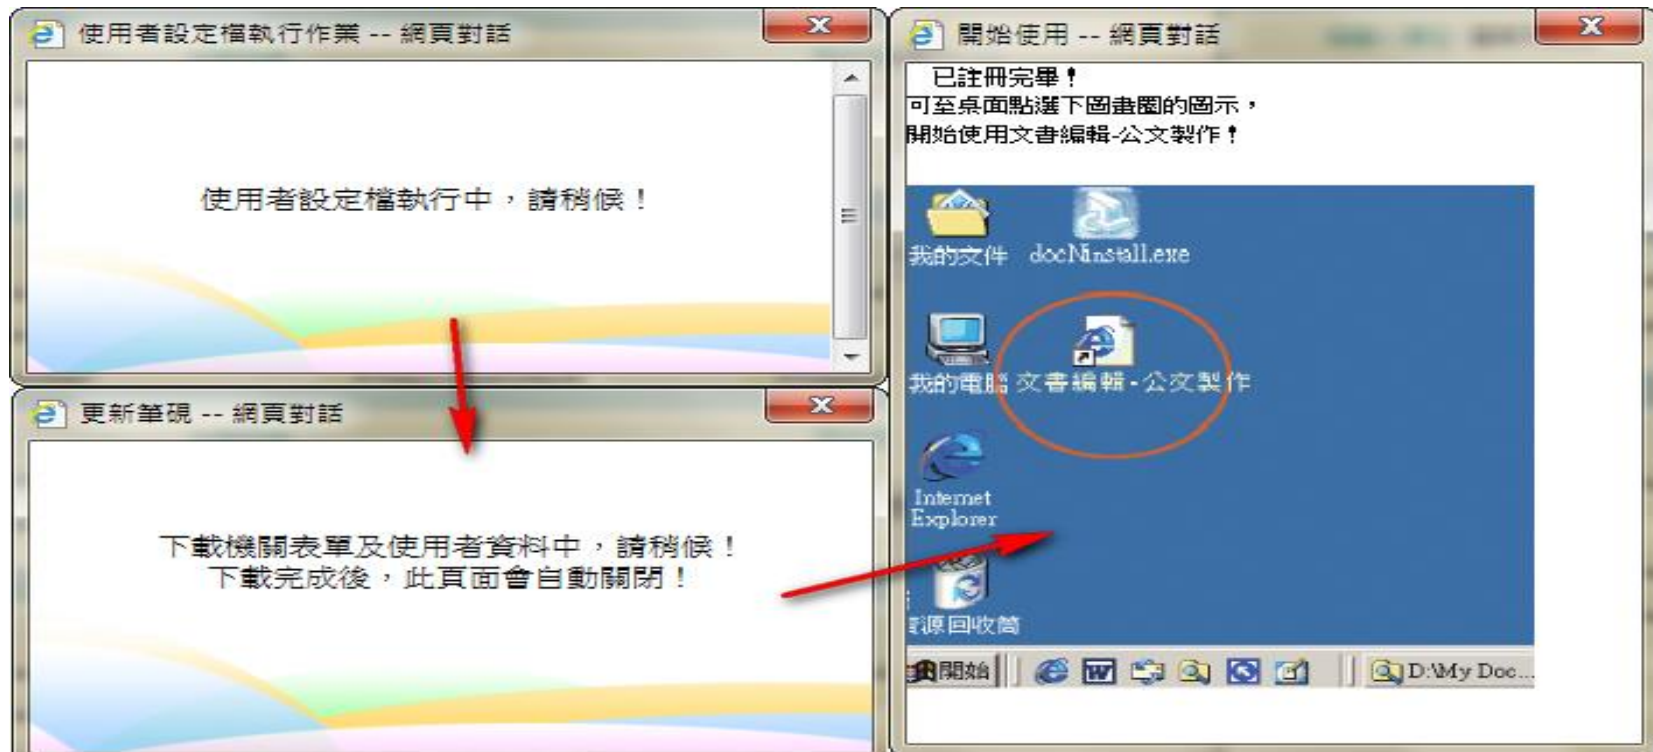 使用者設定檔執行作業 -- 網頁對話
使用者設定檔執行中，請稍候！
更新筆硯 -- 網頁對話
下載機關表單及使用者資料中，請稍候！
下載完成後，此頁面會自動關閉！
開始使用 -- 網頁對話
已註冊完畢！
可至桌面點選下圖畫圈的圖示，
開始使用文書編輯-公文製作！
我的文件
docNinstall.exe
我的電腦
文書編輯-公文製作
Internet
Explorer
資源回收筒
開始
D:\My Doc...